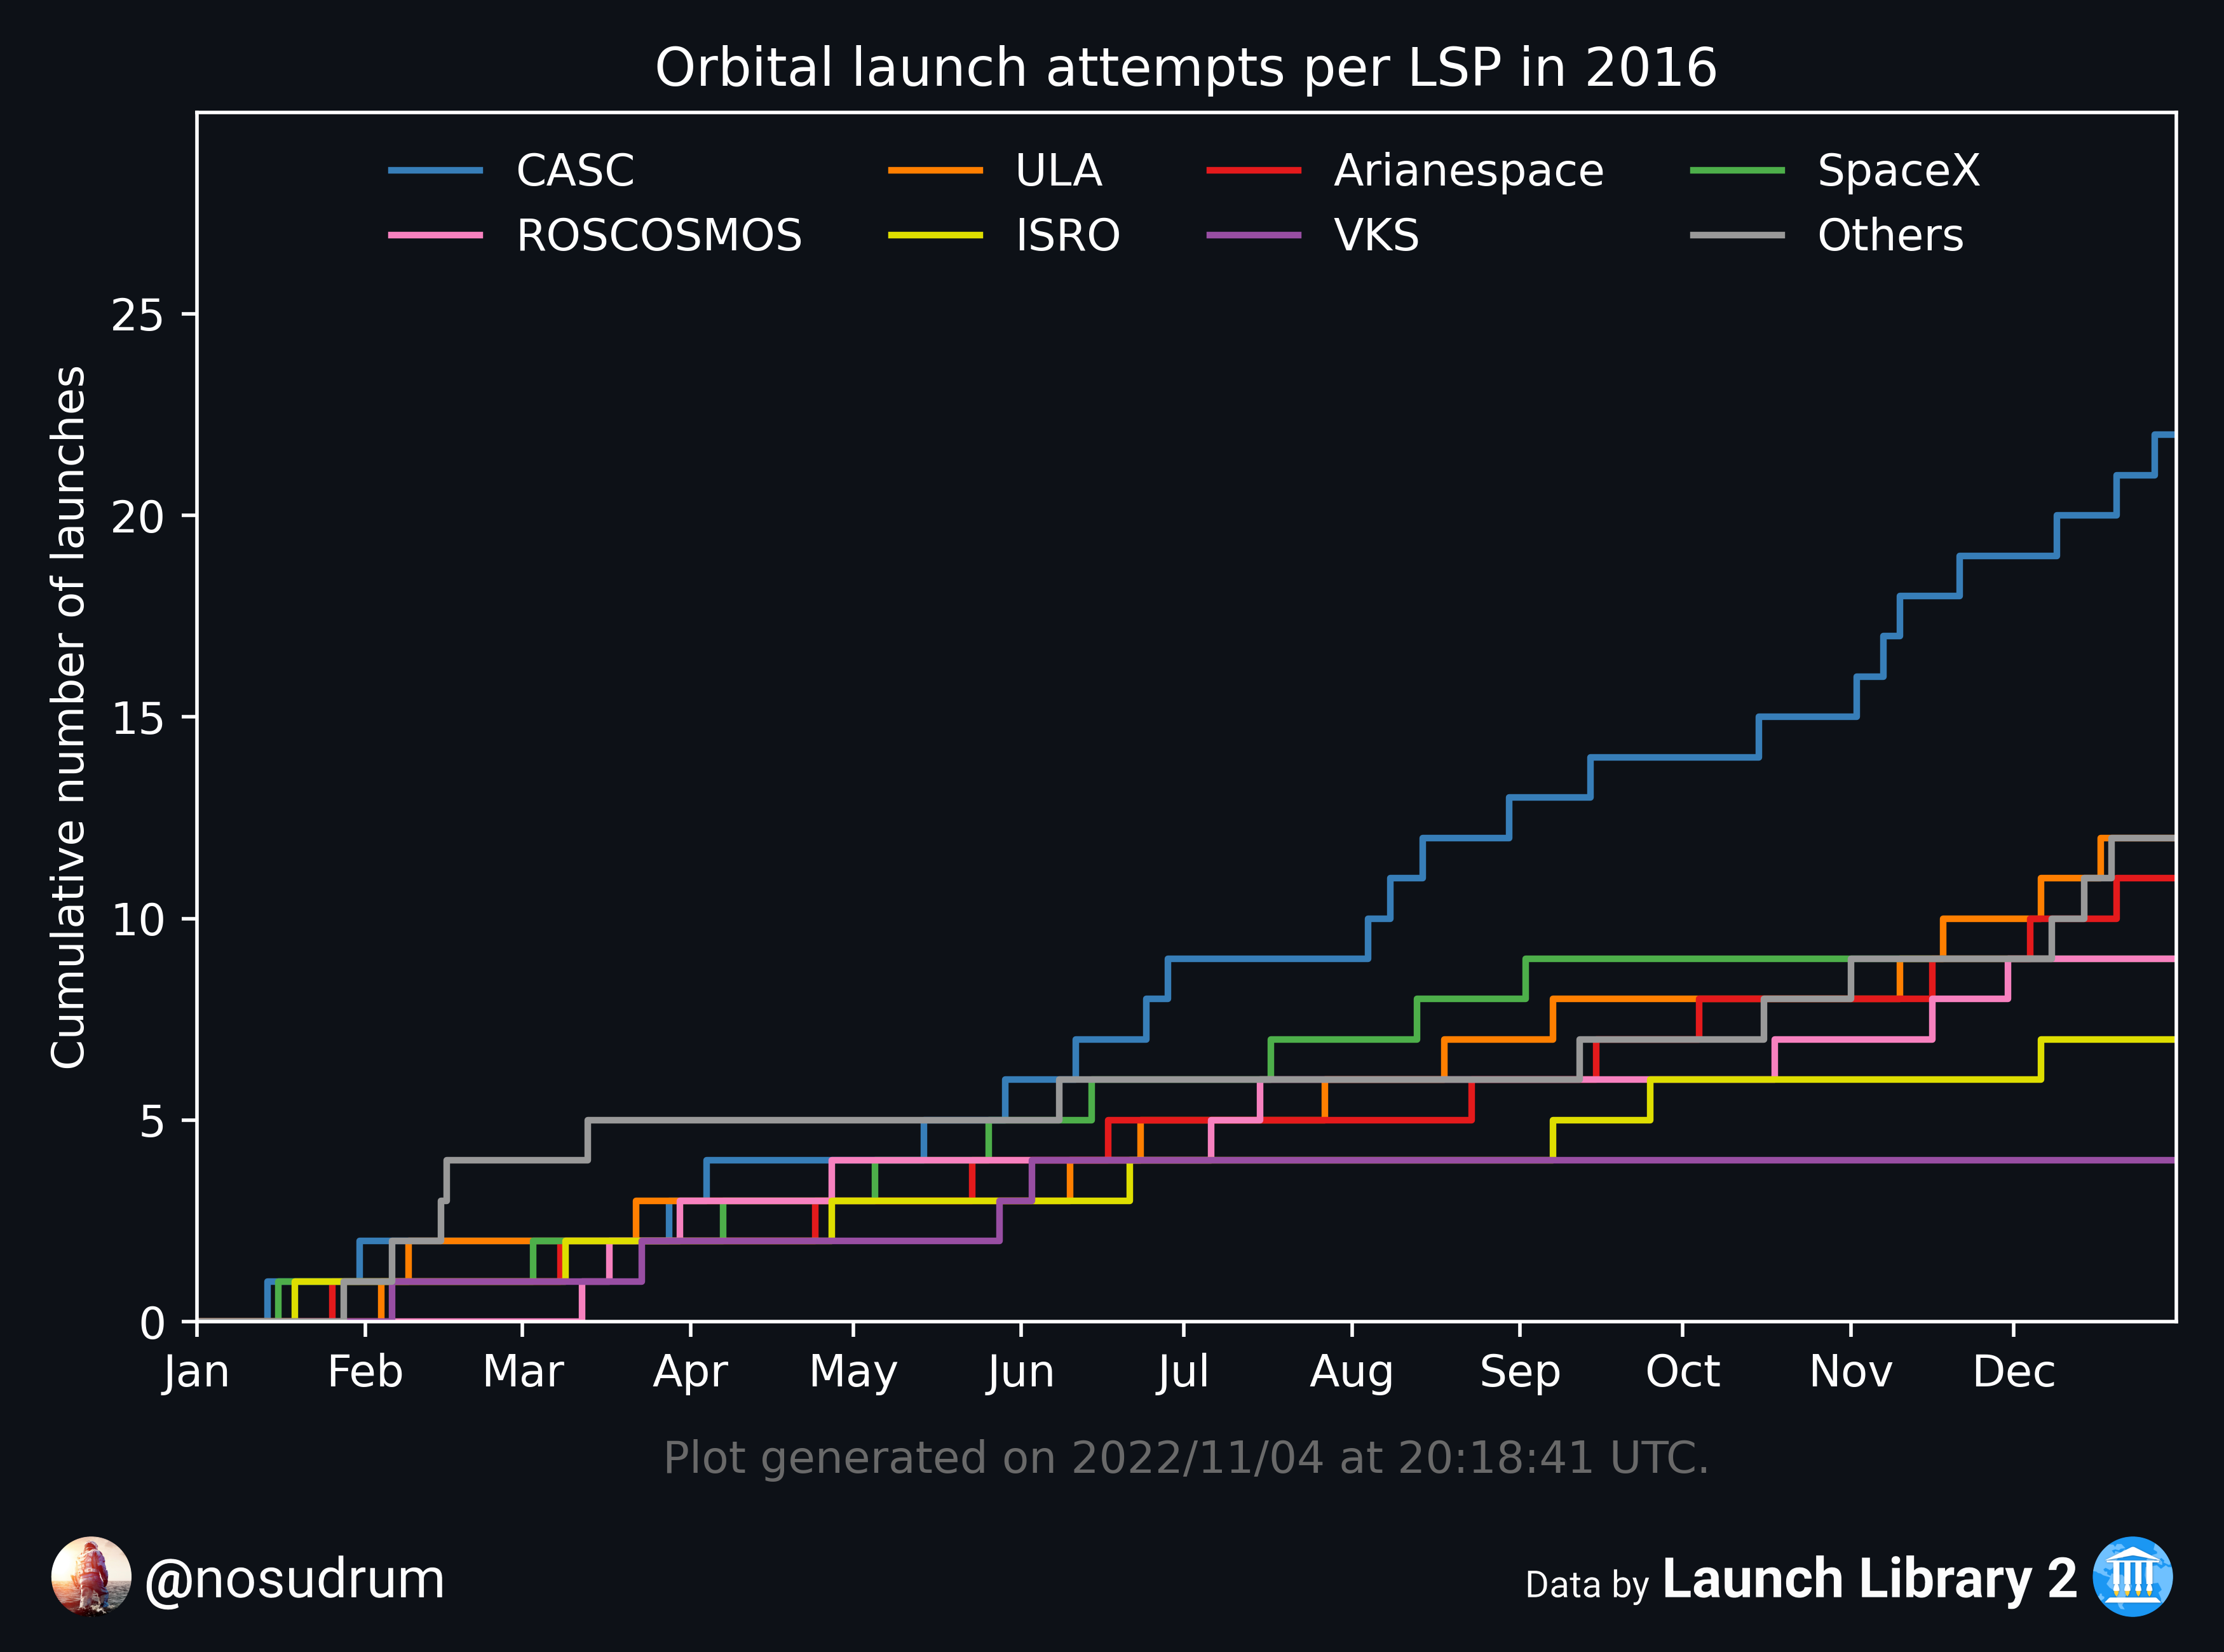 Orbital launch attempts per LSP in 2016
CASC ULA Arianespace SpaceX
ROSCOSMOS ISRO VKS Others
Cumulative number of launches
25
20
15
10
5
0
Jan Feb Mar Apr May Jun Jul Aug Sep Oct Nov Dec
Plot generated on 2022/11/04 at 20:18:41 UTC.
@nosudrum
Data by Launch Library 2